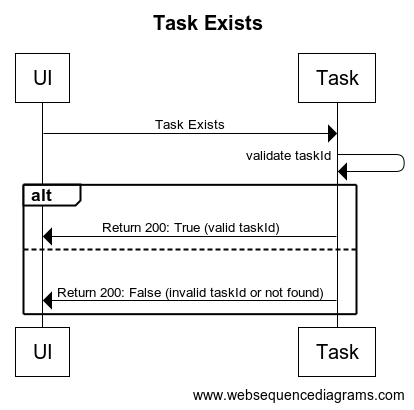 Task Exists
UI
Task
Task Exists
validate taskId
alt
Return 200: True (valid taskId)
Return 200: False (invalid taskId or not found)
UI
Task
www.websequencediagrams.com